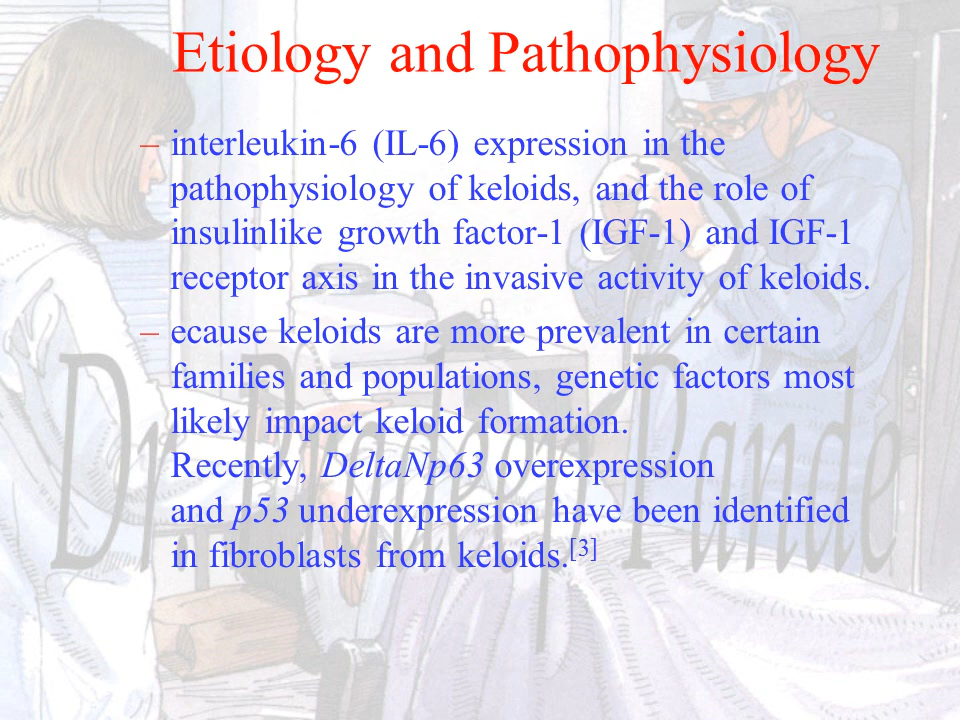 Etiology and Pathophysiology
– interleukin-6 (IL-6) expression in the
pathophysiology of keloids, and the role of
insulinlike growth factor-1 (IGF-1) and IGF-1
receptor axis in the invasive activity of keloids.
– ecause keloids are more prevalent in certain
families and populations, genetic factors most
likely impact keloid formation.
Recently, DeltaNp63 overexpression
and p53 underexpression have been identified
in fibroblasts from keloids.[3]
Dr. Pradeep Pande